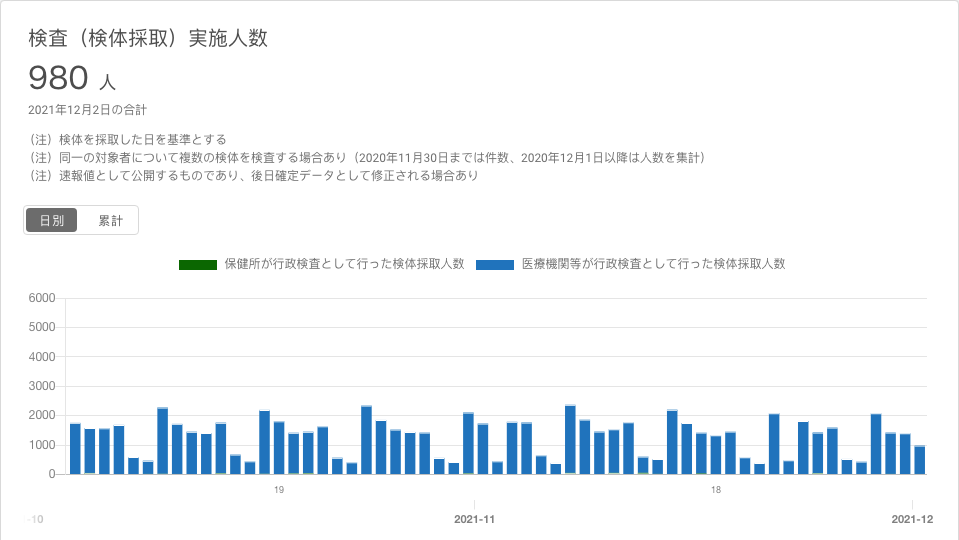 検査（検体採取）実施人数
980 人
2021年12月2日の合計
（注）検体を採取した日を基準とする
（注）同一の対象者について複数の検体を検査する場合あり（2020年11月30日までは件数、2020年12月1日以降は人数を集計）
（注）速報値として公開するものであり、後日確定データとして修正される場合あり
日別 累計
保健所が行政検査として行った検体採取人数 医療機関等が行政検査として行った検体採取人数
6000
5000
4000
3000
2000
1000
0
19 18
-10 2021-11 2021-12